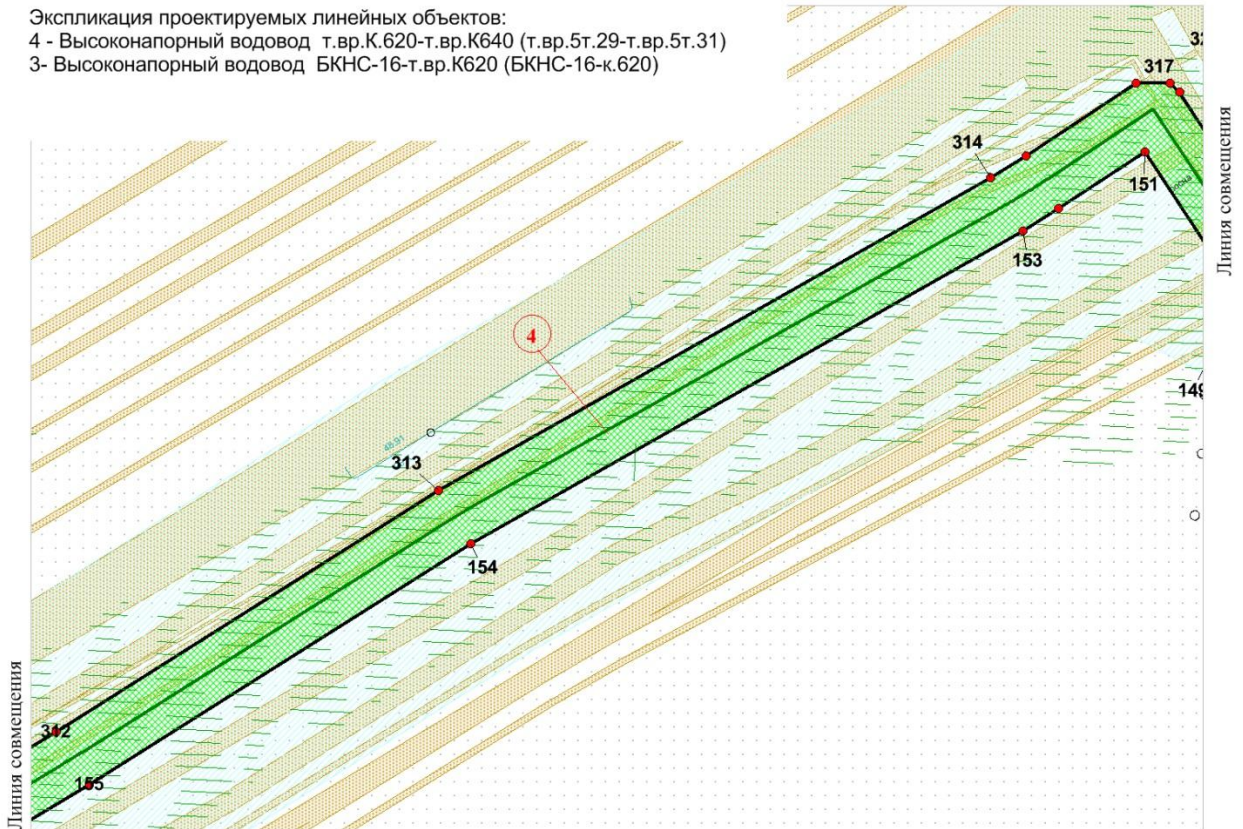 Экспликация проектируемых линейных объектов:
4 - Высоконапорный водовод т.вр.К.620-т.вр.К640 (т.вр.5т.29-т.вр.5т.31)
3- Высоконапорный водовод БКНС-16-т.вр.К620 (БКНС-16-к.620)
317
314
151
Линия совмещения
153
4
48.91
313
154
312
155
Линия совмещения